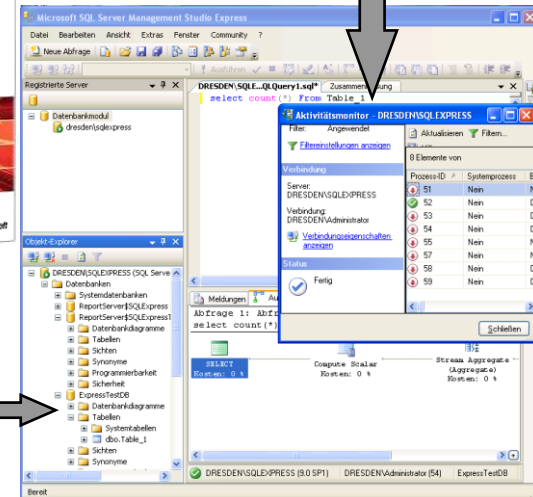 Microsoft SQL Server Management Studio Express
Datei Bearbeiten Ansicht Extras Fenster Community ?
Neue Abfrage
Ausführen
Registrierte Server
Datenbankmodul
dresden\sqlexpress
DRESDEN\SQLE...QLQuery1.sql* Zusammenfassung
select count(*) From Table_1
Aktivitätsmonitor - DRESDEN\SQLEXPRESS
Filter: Angewendet
Filtereinstellungen anzeigen
Verbindung
Server:
DRESDEN\SQLEXPRESS
Verbindung:
DRESDEN\Administrator
Verbindungseigenschaften anzeigen
Status
Fertig
Aktualisieren Filtern...
8 Elemente von
Prozess-ID Systemprozess
51 Nein
52 Nein
53 Nein
54 Nein
55 Nein
57 Nein
58 Nein
59 Nein
Schließen
Objekt-Explorer
DRESDEN\SQLEXPRESS (SQL Serve
Datenbanken
Systemdatenbanken
ReportServer$SQLExpress
ReportServer$SQLExpressT
Datenbankdiagramme
Tabellen
Sichten
Synonyme
Programmierbarkeit
Sicherheit
ExpressTestDB
Datenbankdiagramme
Tabellen
Systemtabellen
dbo.Table_1
Sichten
Synonyme
Meldungen
Abfrage 1:
select count(*)
SELECT
Kosten: 0 %
Compute Scalar
Kosten: 0 %
Stream Aggregate
(Aggregate)
Kosten: 0 %
DRESDEN\SQLEXPRESS (9.0 SP1) DRESDEN\Administrator (54) ExpressTestDB
Bereit